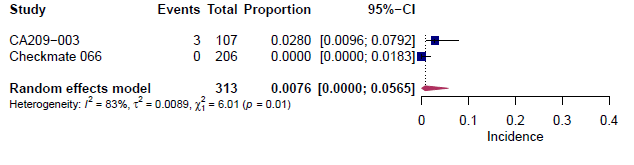 Study Events Total Proportion 95%−CI
CA209−003 3 107 0.0280 [0.0096; 0.0792]
Checkmate 066 0 206 0.0000 [0.0000; 0.0183]
Random effects model 313 0.0076 [0.0000; 0.0565]
Heterogeneity: I² = 83%, τ² = 0.0089, χ²₁ = 6.01 (p = 0.01)
0 0.1 0.2 0.3 0.4
Incidence